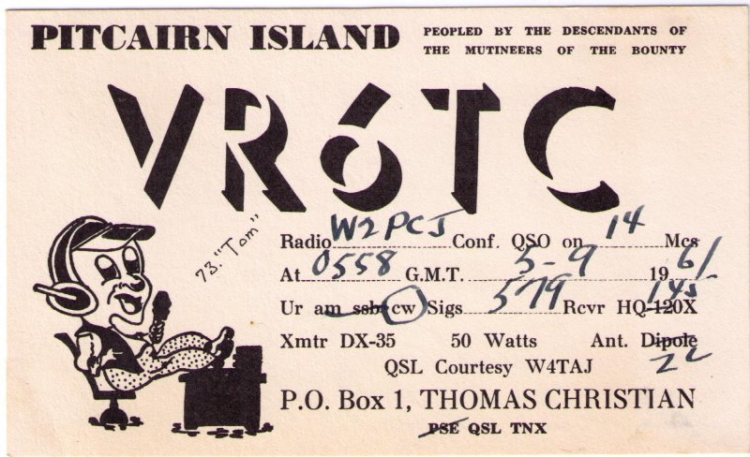 PITCAIRN ISLAND
PEOPLED BY THE DESCENDANTS OF
THE MUTINEERS OF THE BOUNTY
VR6TC
73. "Tom"
Radio W2PCJ Conf. QSO on 14 Mcs
At 0558 G.M.T. 5-9 1961
Ur am ssb cw Sigs 579 Rcvr HQ-120X
145
Xmtr DX-35 50 Watts Ant. Dipole
QSL Courtesy W4TAJ
P.O. Box 1, THOMAS CHRISTIAN
PSE QSL TNX